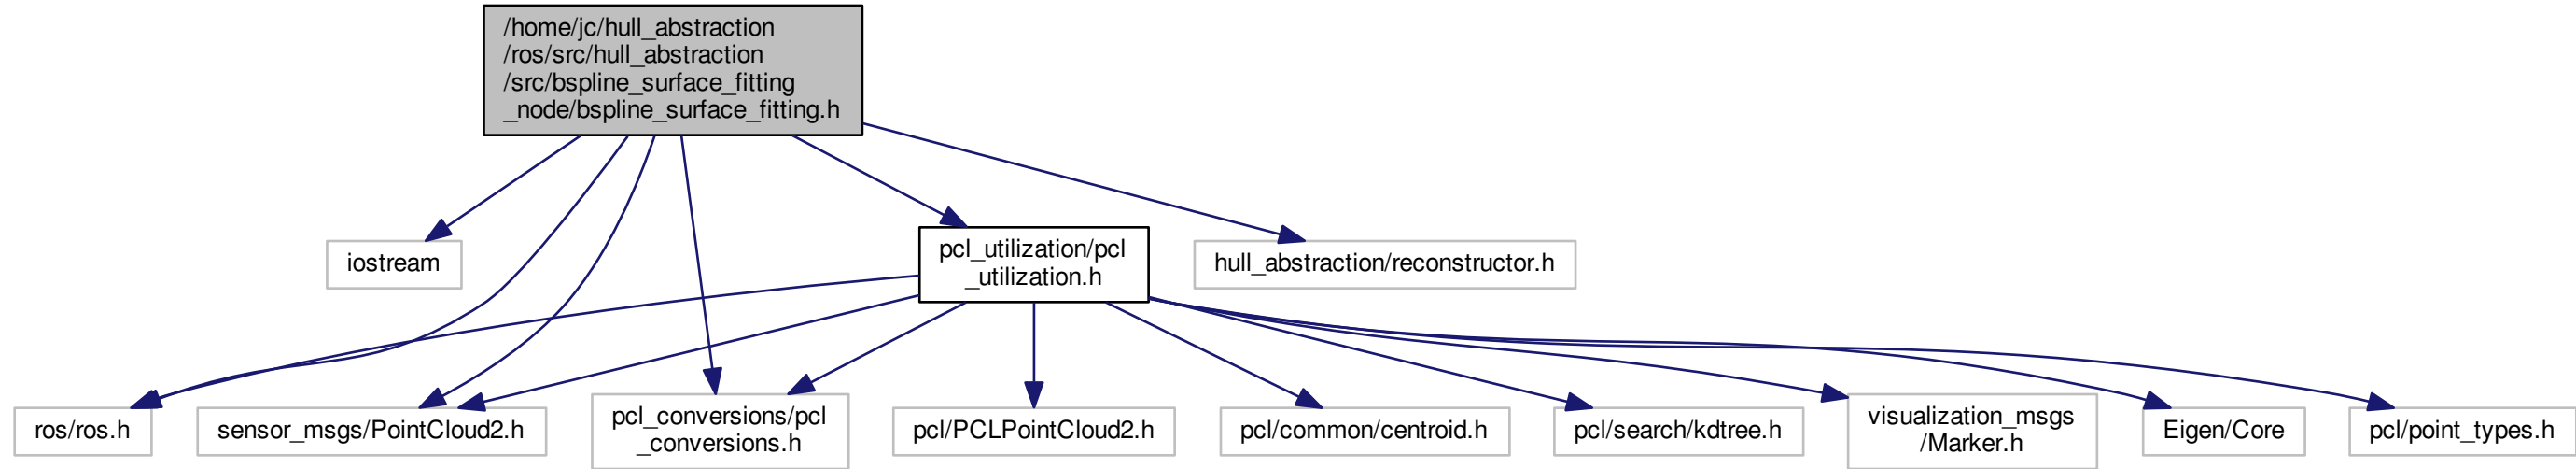 /home/jc/hull_abstraction
/ros/src/hull_abstraction
/src/bspline_surface_fitting
_node/bspline_surface_fitting.h
iostream
pcl_utilization/pcl
_utilization.h
hull_abstraction/reconstructor.h
ros/ros.h
sensor_msgs/PointCloud2.h
pcl_conversions/pcl
_conversions.h
pcl/PCLPointCloud2.h
pcl/common/centroid.h
pcl/search/kdtree.h
visualization_msgs
/Marker.h
Eigen/Core
pcl/point_types.h